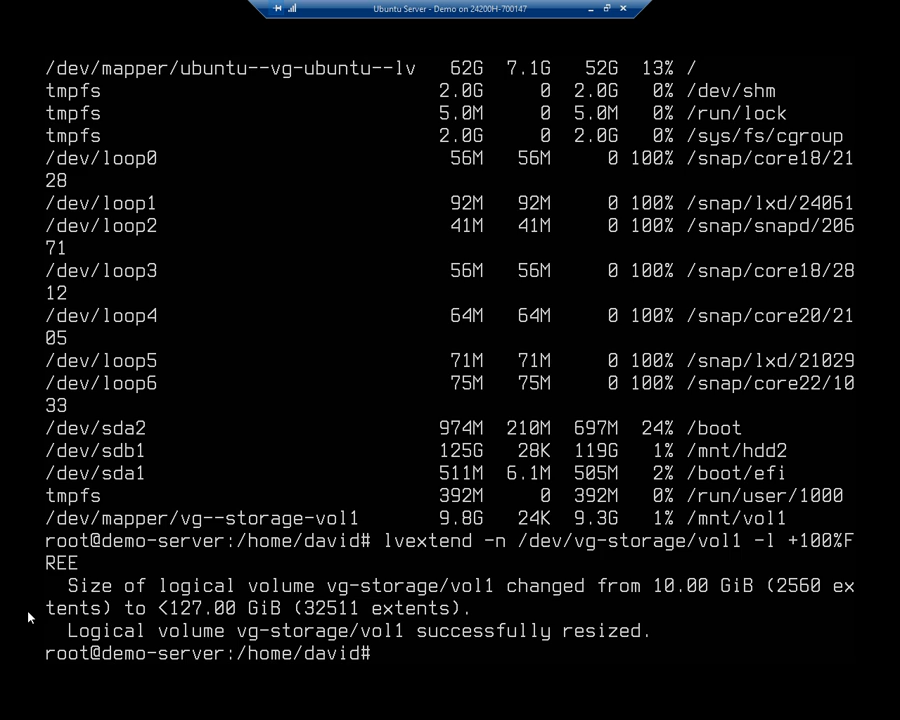 Ubuntu Server - Demo on 24200H-700147
/dev/mapper/ubuntu--vg-ubuntu--lv 62G 7.1G 52G 13% /
tmpfs 2.0G 0 2.0G 0% /dev/shm
tmpfs 5.0M 0 5.0M 0% /run/lock
tmpfs 2.0G 0 2.0G 0% /sys/fs/cgroup
/dev/loop0 56M 56M 0 100% /snap/core18/21
28
/dev/loop1 92M 92M 0 100% /snap/lxd/24061
/dev/loop2 41M 41M 0 100% /snap/snapd/206
71
/dev/loop3 56M 56M 0 100% /snap/core18/28
12
/dev/loop4 64M 64M 0 100% /snap/core20/21
05
/dev/loop5 71M 71M 0 100% /snap/lxd/21029
/dev/loop6 75M 75M 0 100% /snap/core22/10
33
/dev/sda2 974M 210M 697M 24% /boot
/dev/sdb1 125G 28K 119G 1% /mnt/hdd2
/dev/sda1 511M 6.1M 505M 2% /boot/efi
tmpfs 392M 0 392M 0% /run/user/1000
/dev/mapper/vg--storage-vol1 9.8G 24K 9.3G 1% /mnt/vol1
root@demo-server:/home/david# lvextend -n /dev/vg-storage/vol1 -l +100%F
REE
Size of logical volume vg-storage/vol1 changed from 10.00 GiB (2560 ex
tents) to <127.00 GiB (32511 extents).
Logical volume vg-storage/vol1 successfully resized.
root@demo-server:/home/david#